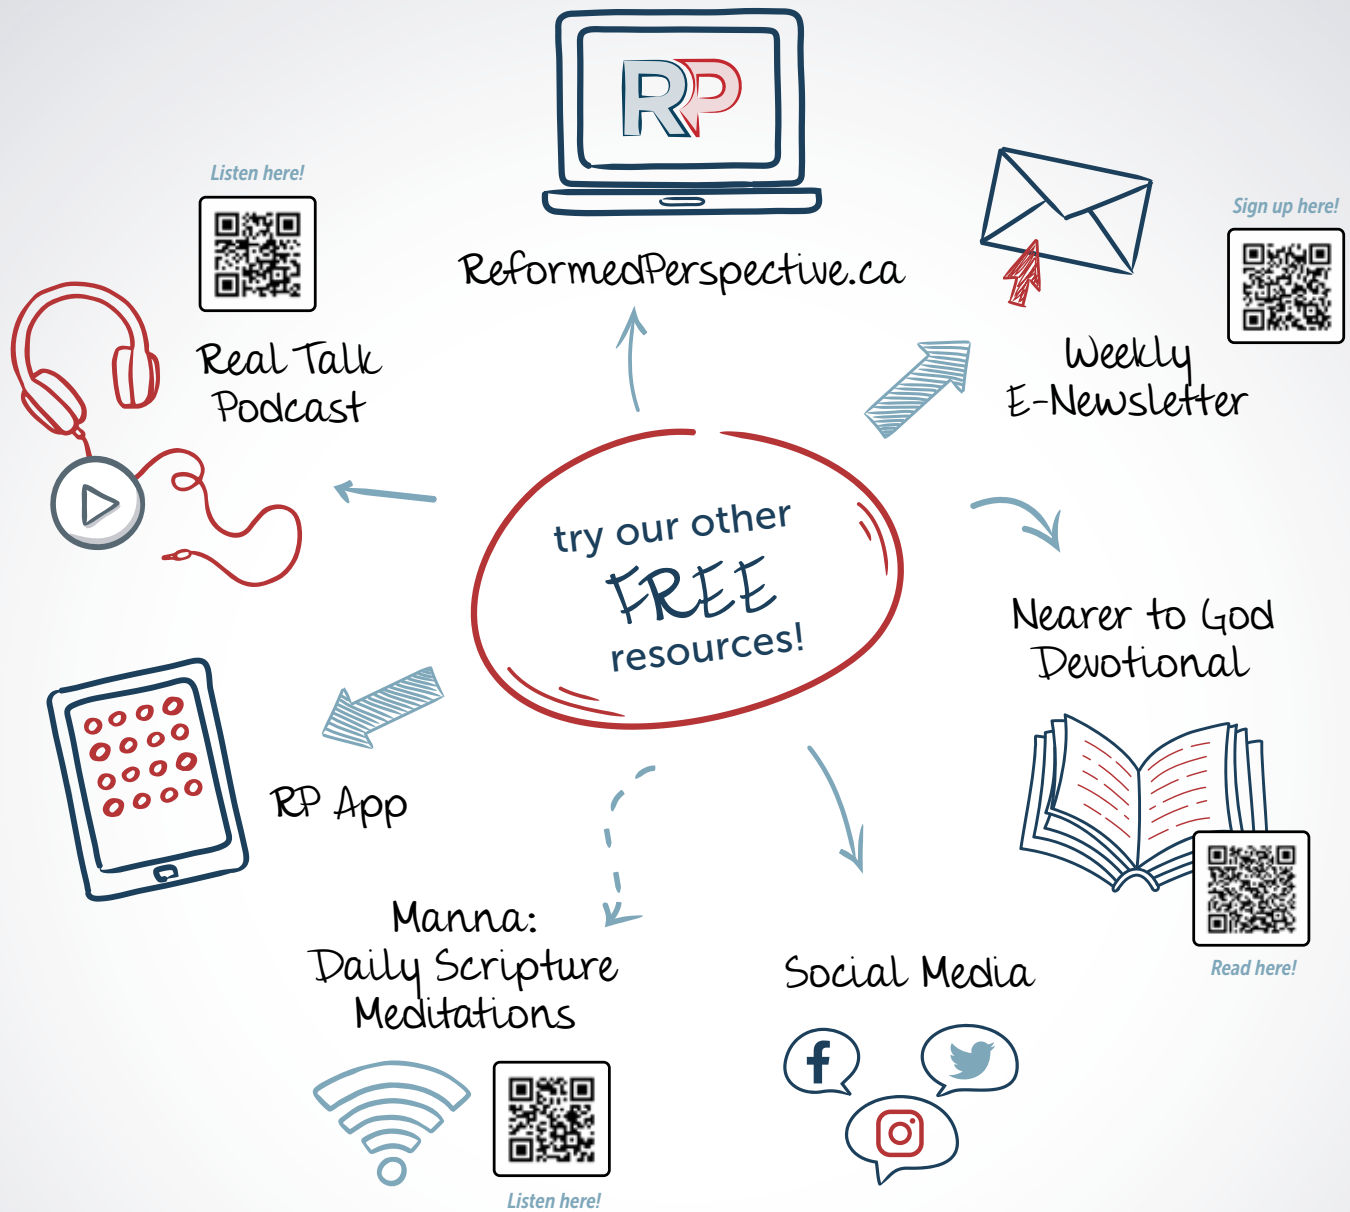 RP
ReformedPerspective.ca
Listen here!
Real Talk
Podcast
Sign up here!
Weekly
E-Newsletter
try our other
FREE
resources!
Nearer to God
Devotional
Read here!
RP App
Manna:
Daily Scripture
Meditations
Listen here!
Social Media